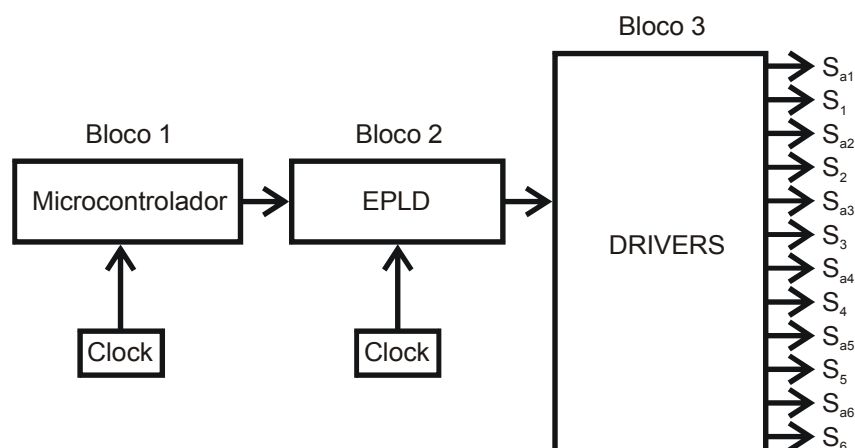 Bloco 3
Bloco 1
Bloco 2
Microcontrolador
EPLD
DRIVERS
Clock
Clock
Sa1
S1
Sa2
S2
Sa3
S3
Sa4
S4
Sa5
S5
Sa6
S6